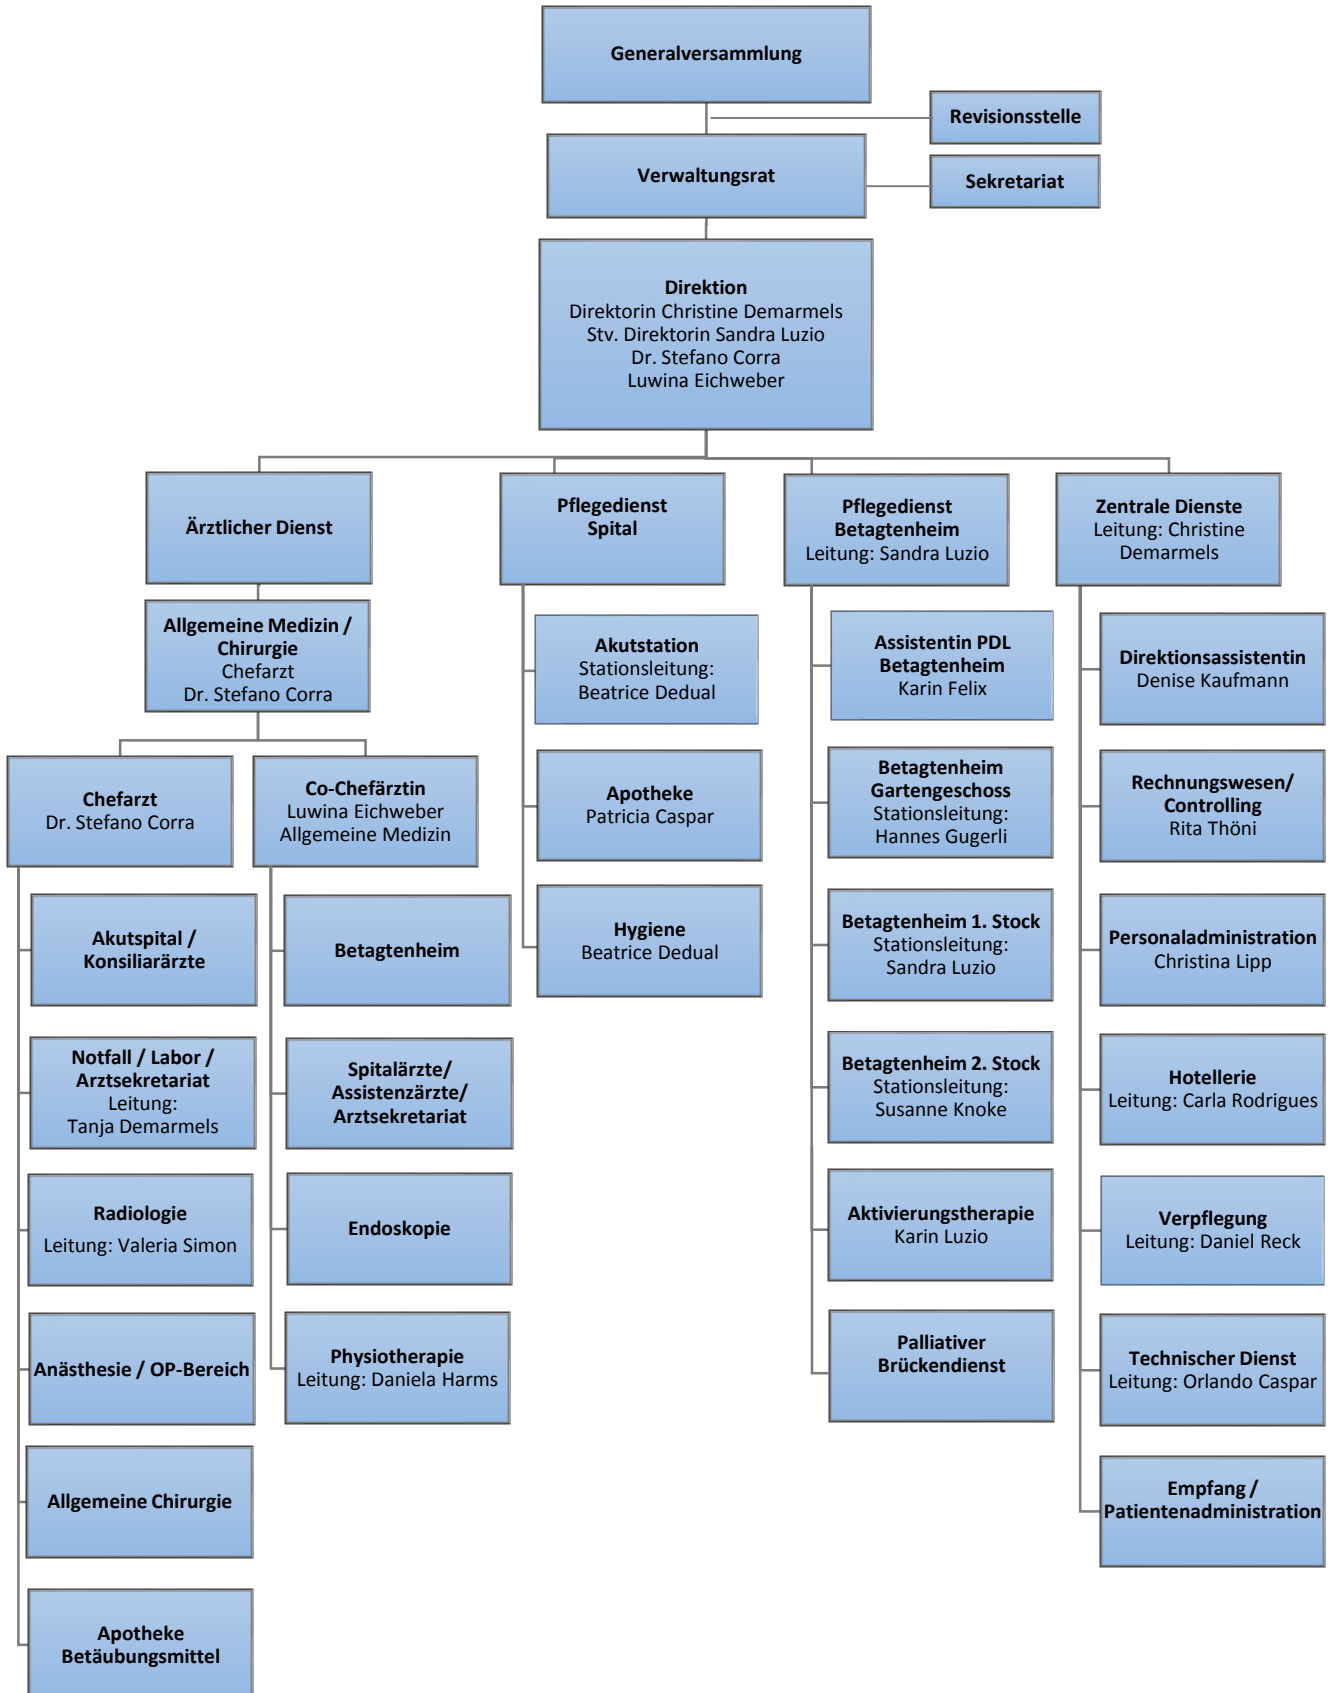 Generalversammlung
Revisionsstelle
Verwaltungsrat
Sekretariat
Direktion
Direktorin Christine Demarmels
Stv. Direktorin Sandra Luzio
Dr. Stefano Corra
Luwina Eichweber
Ärztlicher Dienst
Pflegedienst
Spital
Pflegedienst
Betagtenheim
Leitung: Sandra Luzio
Zentrale Dienste
Leitung: Christine
Demarmels
Allgemeine Medizin /
Chirurgie
Chefarzt
Dr. Stefano Corra
Chefarzt
Dr. Stefano Corra
Co-Chefärztin
Luwina Eichweber
Allgemeine Medizin
Akutspital /
Konsiliarärzte
Notfall / Labor /
Arztsekretariat
Leitung:
Tanja Demarmels
Radiologie
Leitung: Valeria Simon
Anästhesie / OP-Bereich
Allgemeine Chirurgie
Apotheke
Betäubungsmittel
Betagtenheim
Spitalärzte/
Assistenzärzte/
Arztsekretariat
Endoskopie
Physiotherapie
Leitung: Daniela Harms
Akutstation
Stationsleitung:
Beatrice Dedual
Apotheke
Patricia Caspar
Hygiene
Beatrice Dedual
Assistentin PDL
Betagtenheim
Karin Felix
Betagtenheim
Gartengeschoss
Stationsleitung:
Hannes Gugerli
Betagtenheim 1. Stock
Stationsleitung:
Sandra Luzio
Betagtenheim 2. Stock
Stationsleitung:
Susanne Knoke
Aktivierungstherapie
Karin Luzio
Palliativer
Brückendienst
Direktionsassistentin
Denise Kaufmann
Rechnungswesen/
Controlling
Rita Thöni
Personaladministration
Christina Lipp
Hotellerie
Leitung: Carla Rodrigues
Verpflegung
Leitung: Daniel Reck
Technischer Dienst
Leitung: Orlando Caspar
Empfang /
Patientenadministration